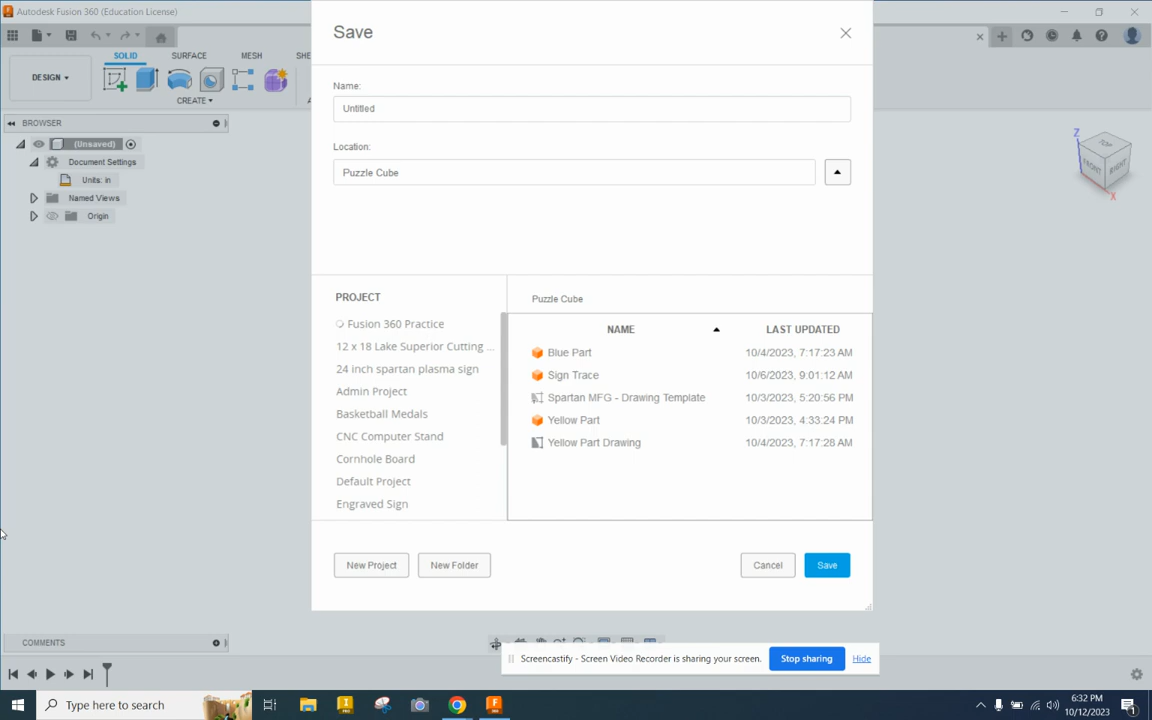 Autodesk Fusion 360 (Education License)
SOLID
SURFACE
MESH
DESIGN
CREATE
BROWSER
(Unsaved)
Document Settings
Units: in
Named Views
Origin
Save
Name:
Untitled
Location:
Puzzle Cube
PROJECT
Fusion 360 Practice
12 x 18 Lake Superior Cutting ...
24 inch spartan plasma sign
Admin Project
Basketball Medals
CNC Computer Stand
Cornhole Board
Default Project
Engraved Sign
Puzzle Cube
NAME LAST UPDATED
Blue Part 10/4/2023, 7:17:23 AM
Sign Trace 10/6/2023, 9:01:12 AM
Spartan MFG - Drawing Template 10/3/2023, 5:20:56 PM
Yellow Part 10/3/2023, 4:33:24 PM
Yellow Part Drawing 10/4/2023, 7:17:28 AM
New Project
New Folder
Cancel
Save
Z
TOP
FRONT
RIGHT
X
COMMENTS
Screencastify - Screen Video Recorder is sharing your screen.
Stop sharing
Hide
Type here to search
6:32 PM
10/12/2023
1